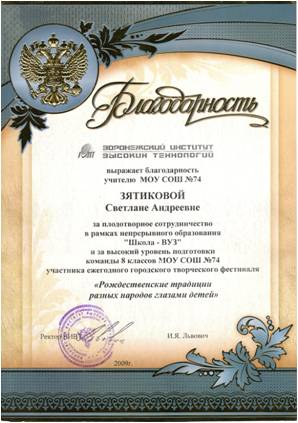 Благодарность
ВОРОНЕЖСКИЙ ИНСТИТУТ
ВЫСОКИХ ТЕХНОЛОГИЙ
выражает благодарность
учителю МОУ СОШ №74
ЗЯТИКОВОЙ
Светлане Андреевне
за плодотворное сотрудничество
в рамках непрерывного образования
"Школа - ВУЗ"
и за высокий уровень подготовки
команды 8 классов МОУ СОШ №74
участника ежегодного городского творческого фестиваля
«Рождественские традиции
разных народов глазами детей»
Ректор ВИВТ И.Я. Львович
2009г.